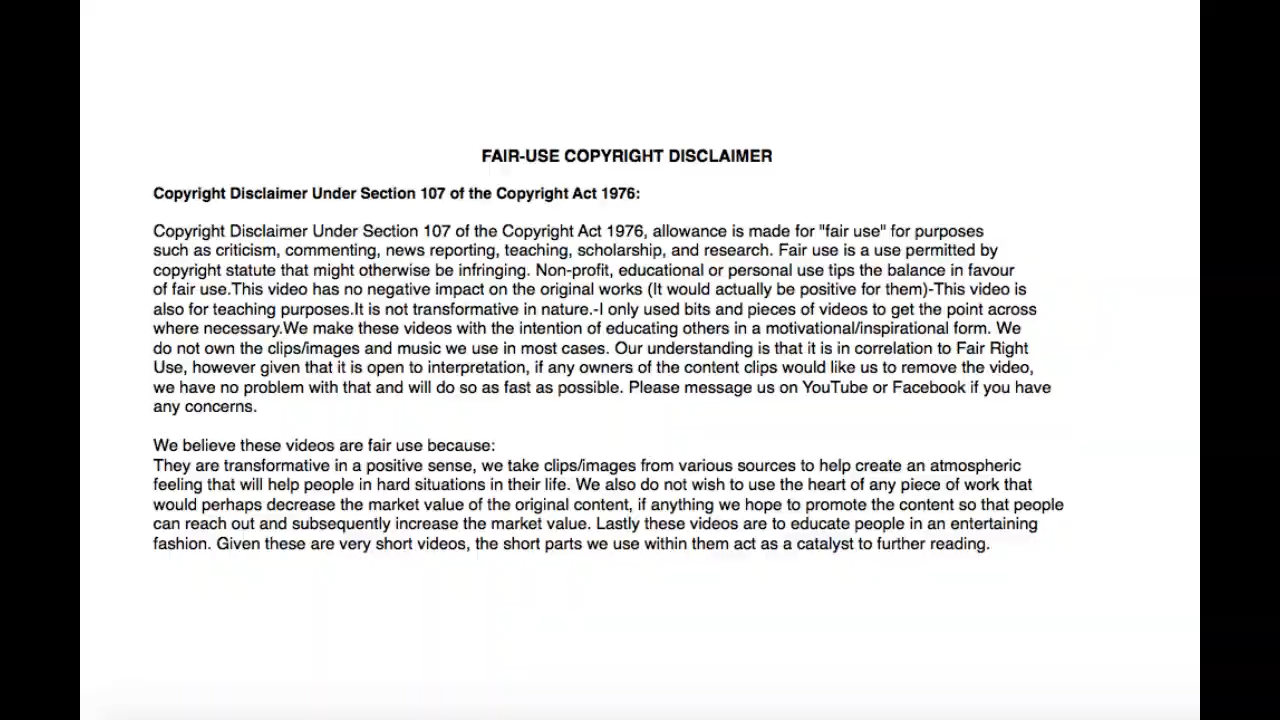 FAIR-USE COPYRIGHT DISCLAIMER
Copyright Disclaimer Under Section 107 of the Copyright Act 1976:
Copyright Disclaimer Under Section 107 of the Copyright Act 1976, allowance is made for "fair use" for purposes
such as criticism, commenting, news reporting, teaching, scholarship, and research. Fair use is a use permitted by
copyright statute that might otherwise be infringing. Non-profit, educational or personal use tips the balance in favour
of fair use.This video has no negative impact on the original works (It would actually be positive for them)-This video is
also for teaching purposes.It is not transformative in nature.-I only used bits and pieces of videos to get the point across
where necessary.We make these videos with the intention of educating others in a motivational/inspirational form. We
do not own the clips/images and music we use in most cases. Our understanding is that it is in correlation to Fair Right
Use, however given that it is open to interpretation, if any owners of the content clips would like us to remove the video,
we have no problem with that and will do so as fast as possible. Please message us on YouTube or Facebook if you have
any concerns.
We believe these videos are fair use because:
They are transformative in a positive sense, we take clips/images from various sources to help create an atmospheric
feeling that will help people in hard situations in their life. We also do not wish to use the heart of any piece of work that
would perhaps decrease the market value of the original content, if anything we hope to promote the content so that people
can reach out and subsequently increase the market value. Lastly these videos are to educate people in an entertaining
fashion. Given these are very short videos, the short parts we use within them act as a catalyst to further reading.